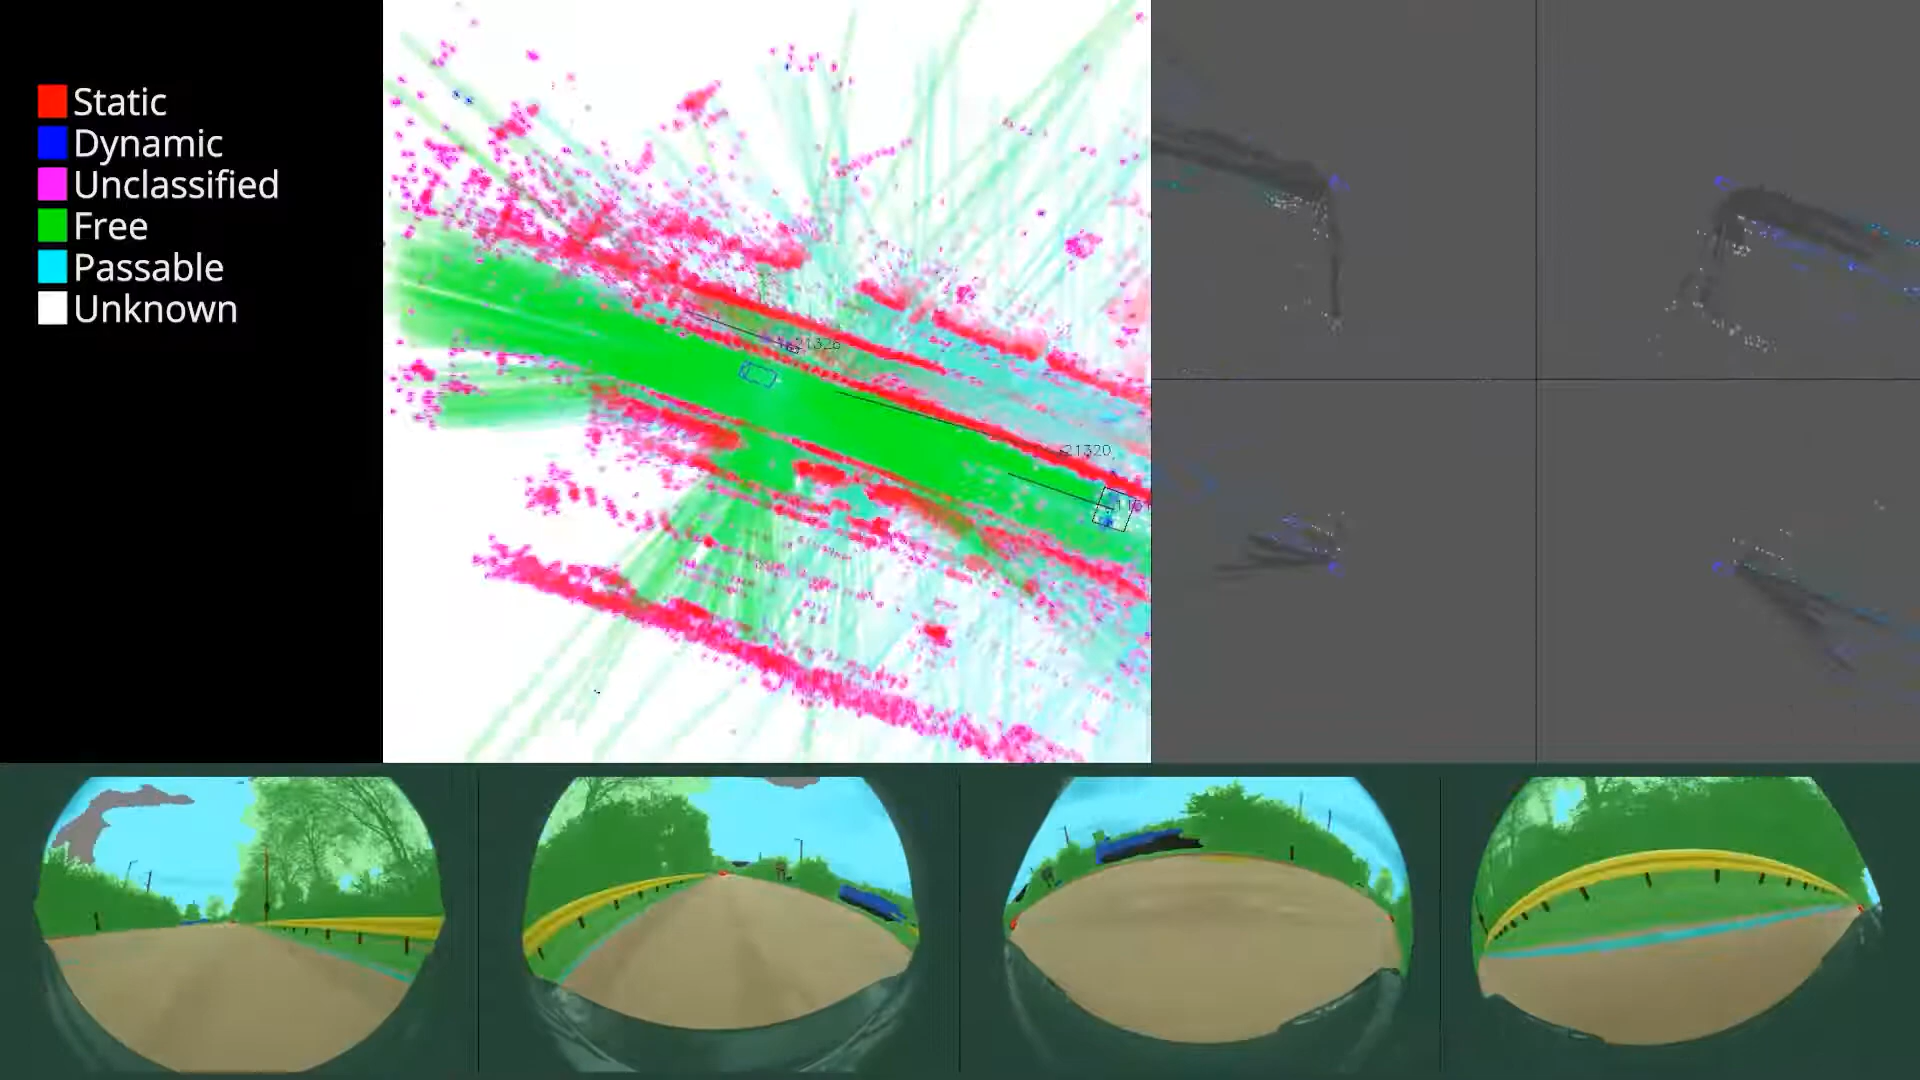 Static
Dynamic
Unclassified
Free
Passable
Unknown
21326
21320